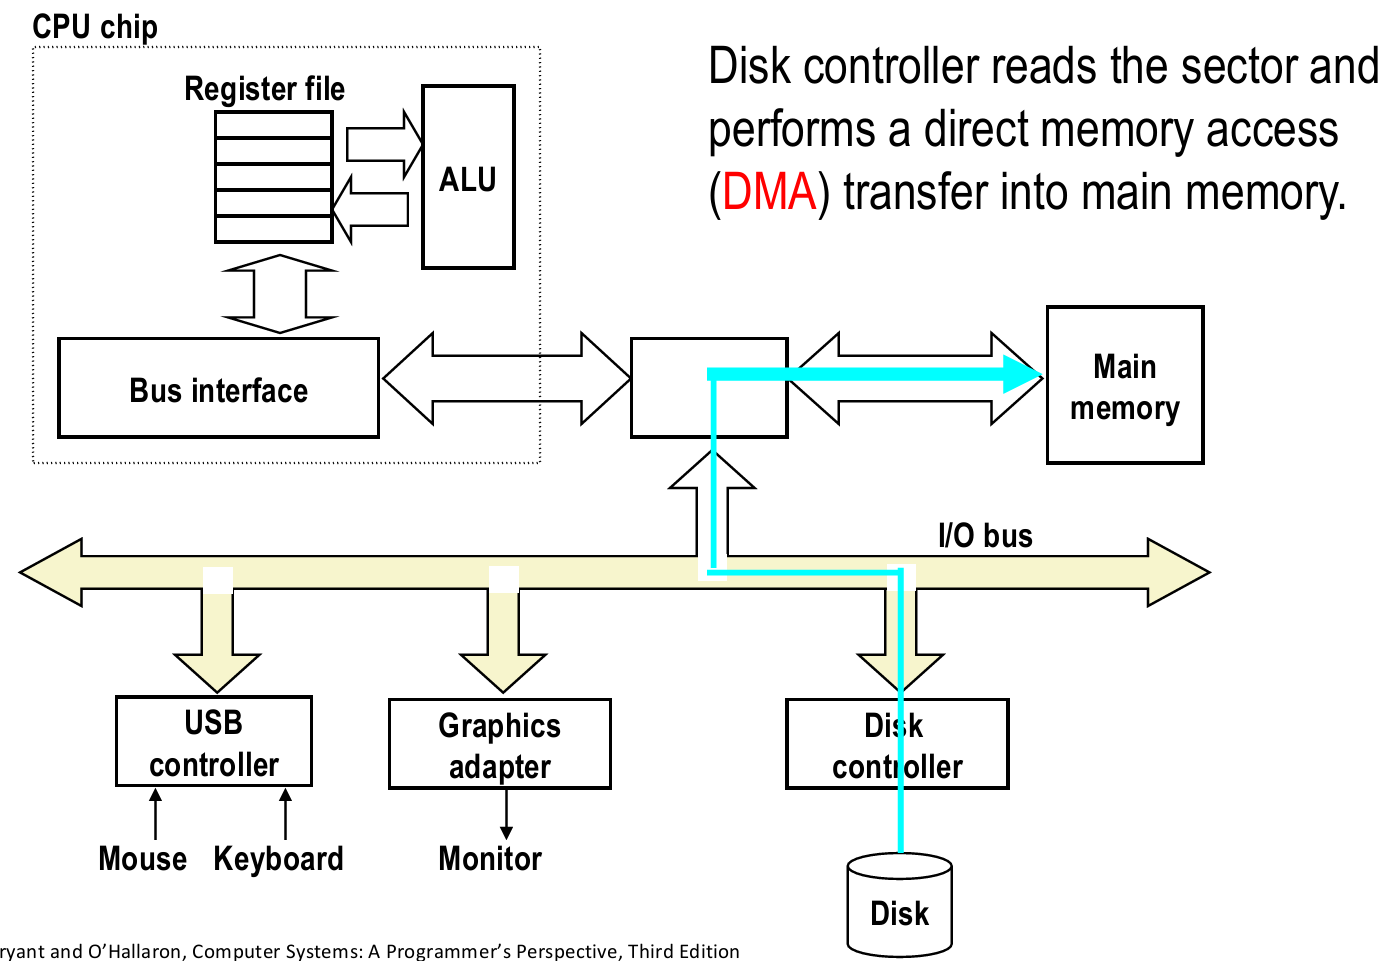 CPU chip
Register file
ALU
Disk controller reads the sector and
performs a direct memory access
(DMA) transfer into main memory.
Bus interface
Main
memory
I/O bus
USB
controller
Graphics
adapter
Disk
controller
Mouse
Keyboard
Monitor
Disk
ryant and O’Hallaron, Computer Systems: A Programmer’s Perspective, Third Edition